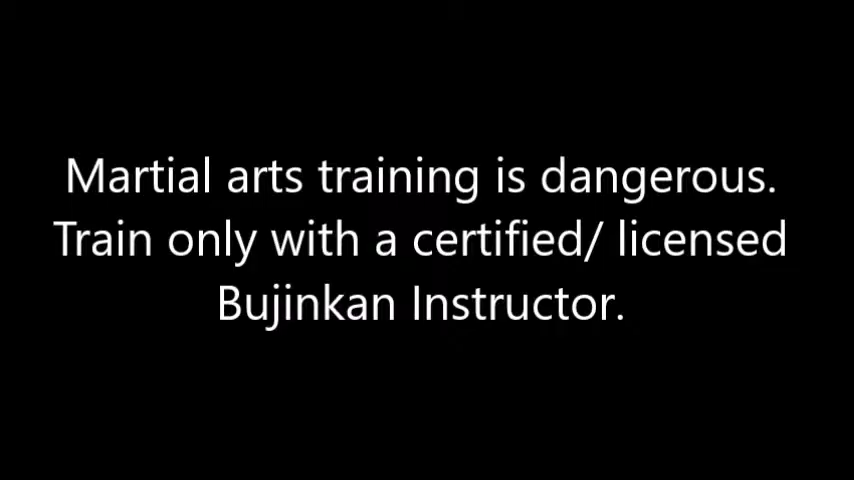 Martial arts training is dangerous.
Train only with a certified/ licensed
Bujinkan Instructor.